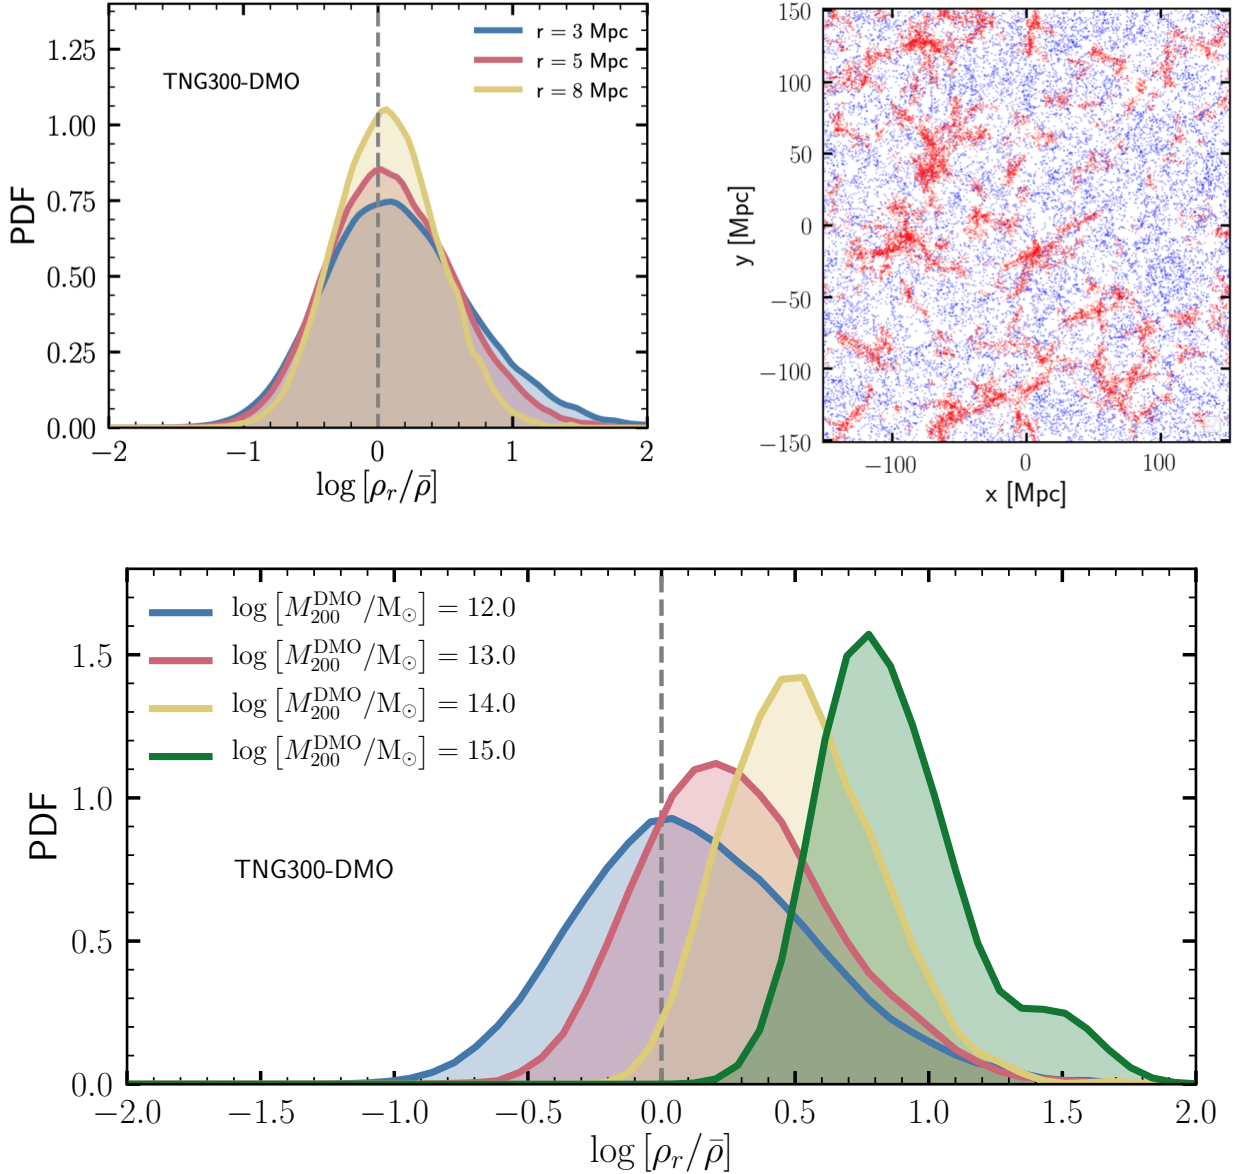 1.25
1.00
0.75
0.50
0.25
0.00
PDF
TNG300-DMO
r = 3 Mpc
r = 5 Mpc
r = 8 Mpc
−2 −1 0 1 2
log [ρ_r/ρ̄]
150
100
50
0
−50
−100
−150
y [Mpc]
−100 0 100
x [Mpc]
log [M_200^DMO/M_⊙] = 12.0
log [M_200^DMO/M_⊙] = 13.0
log [M_200^DMO/M_⊙] = 14.0
log [M_200^DMO/M_⊙] = 15.0
1.5
1.0
0.5
0.0
PDF
TNG300-DMO
−2.0 −1.5 −1.0 −0.5 0.0 0.5 1.0 1.5 2.0
log [ρ_r/ρ̄]